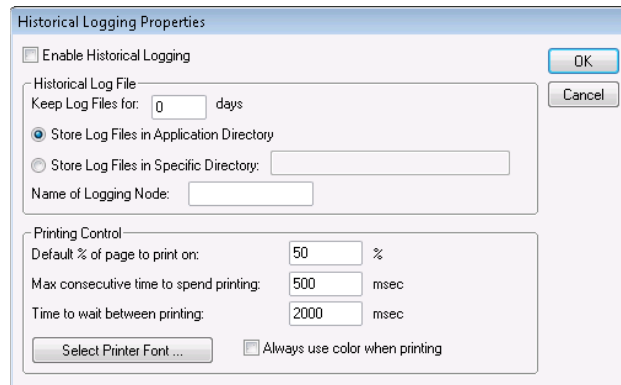 Historical Logging Properties
Enable Historical Logging
OK
Cancel
Historical Log File
Keep Log Files for: 0 days
Store Log Files in Application Directory
Store Log Files in Specific Directory:
Name of Logging Node:
Printing Control
Default % of page to print on: 50 %
Max consecutive time to spend printing: 500 msec
Time to wait between printing: 2000 msec
Select Printer Font ... Always use color when printing